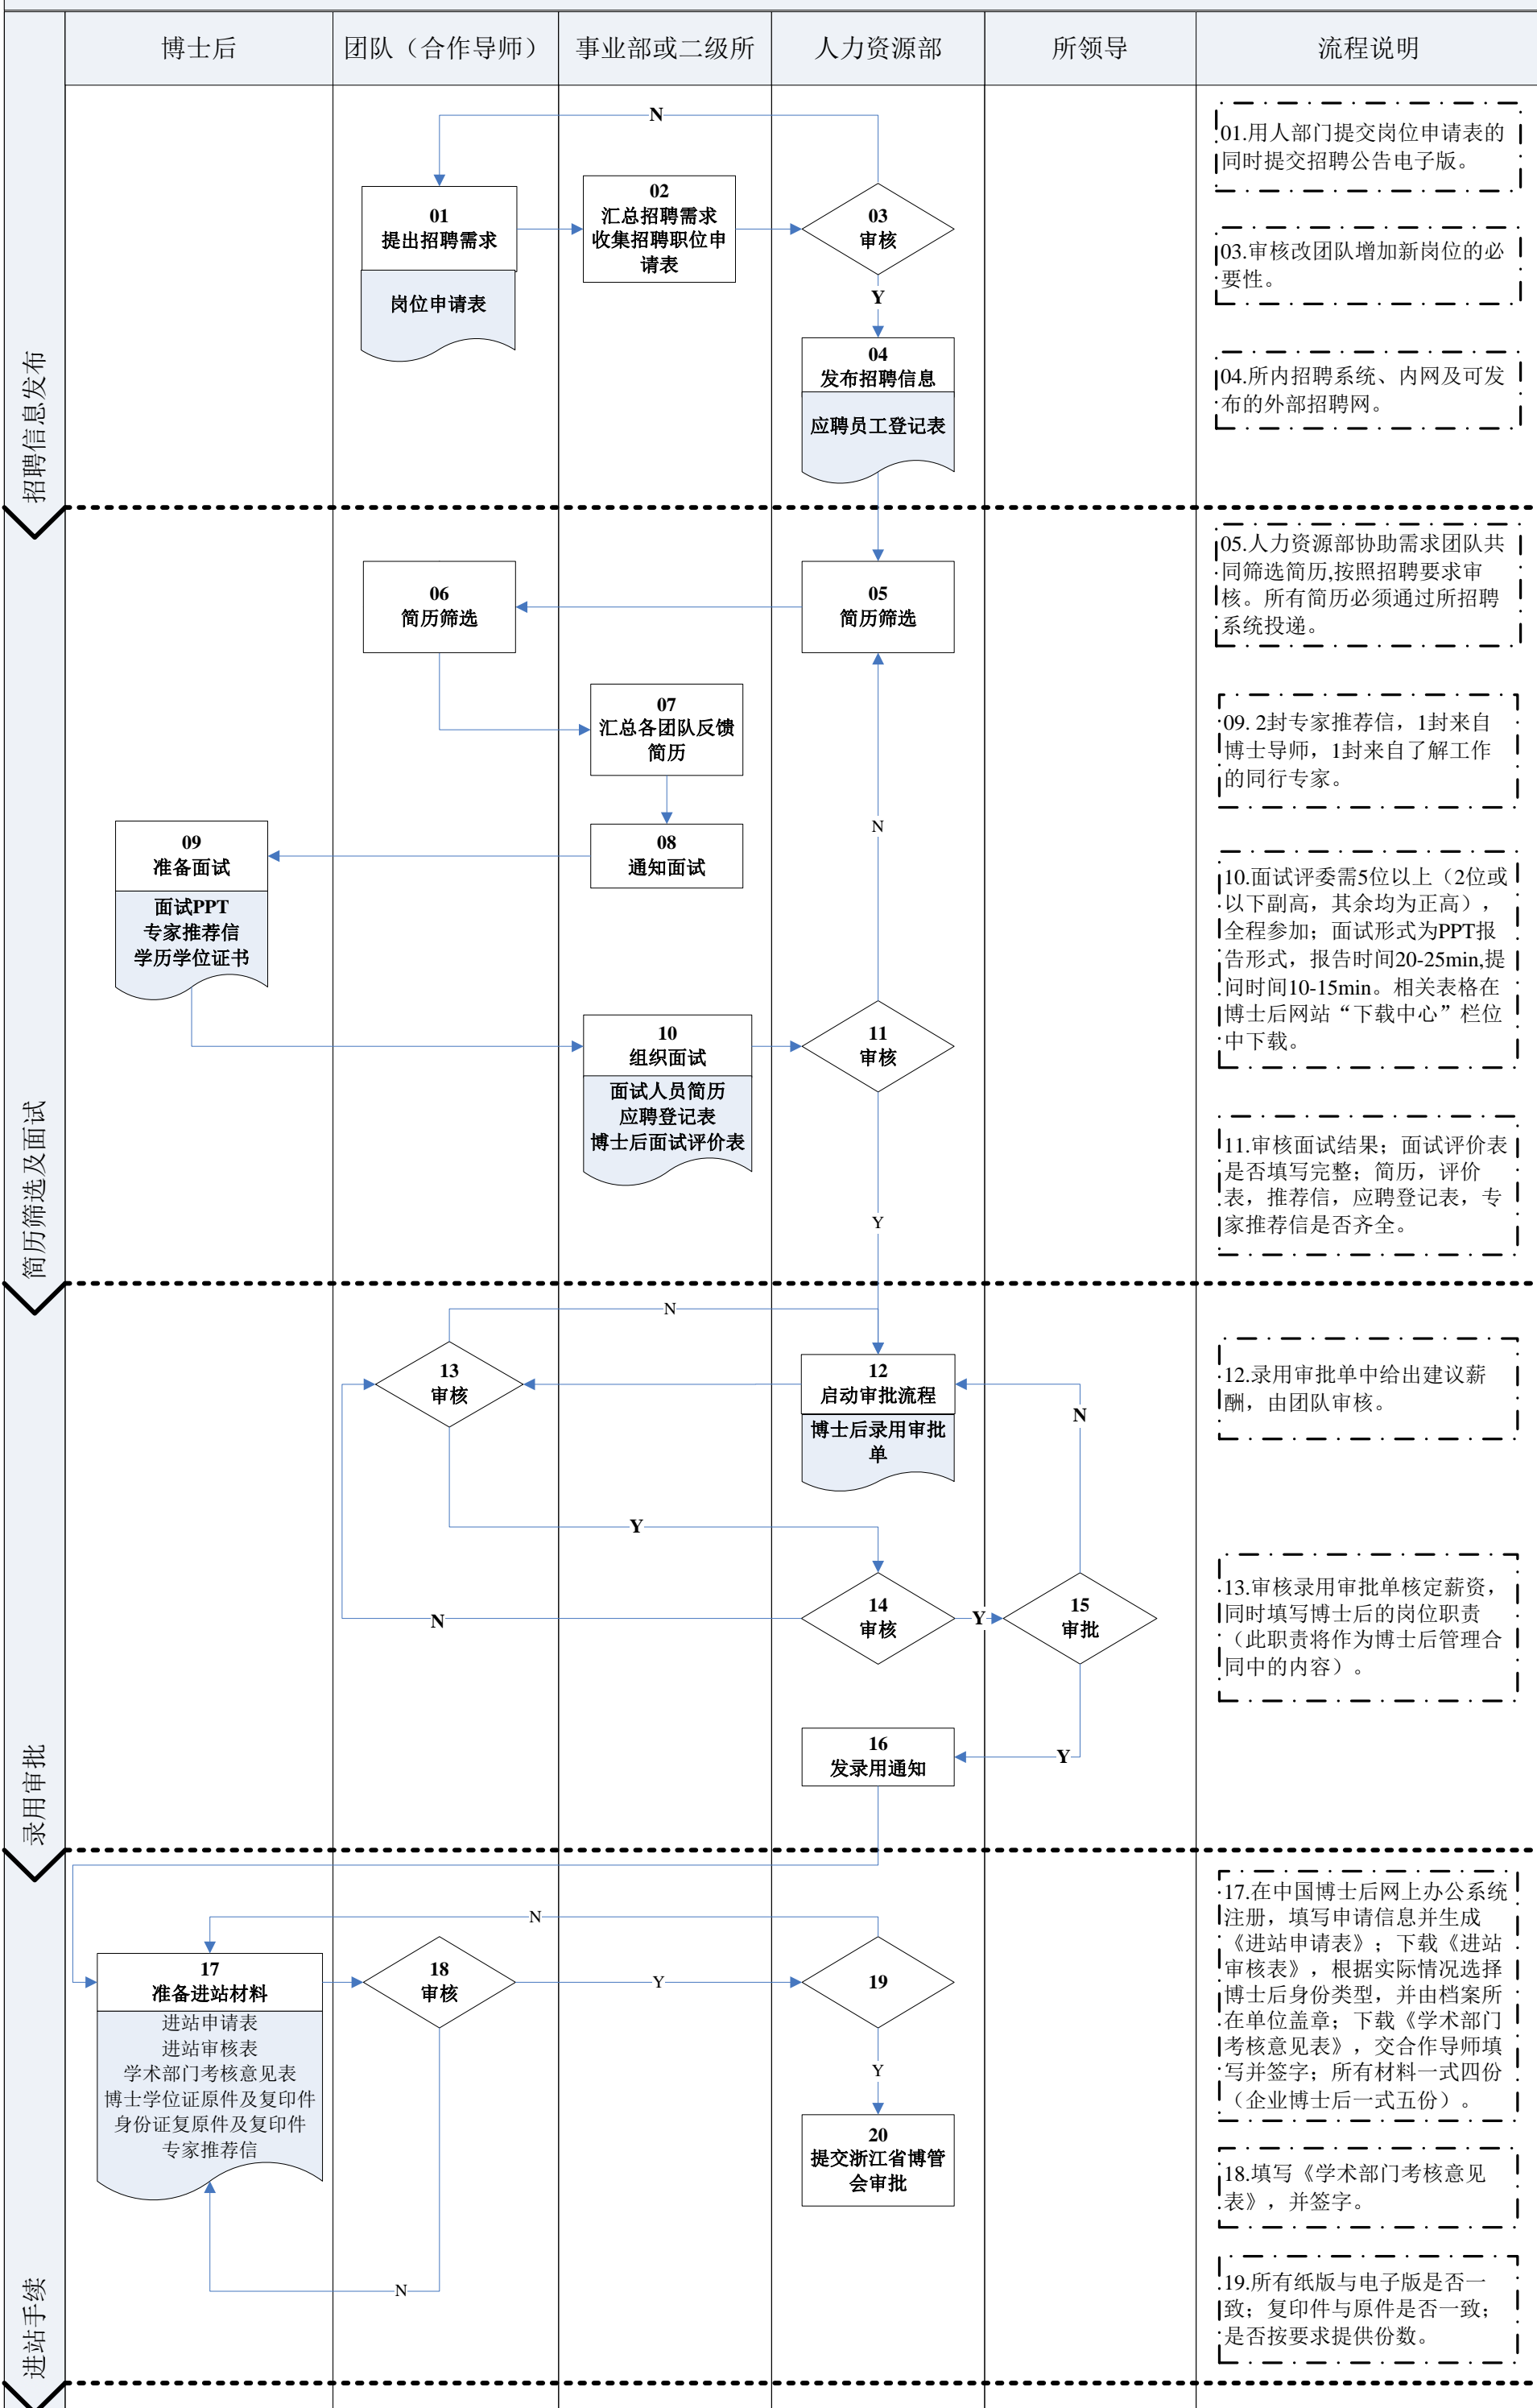 博士后
团队（合作导师）
事业部或二级所
人力资源部
所领导
流程说明
招聘信息发布
N
01
提出招聘需求
岗位申请表
02
汇总招聘需求
收集招聘职位申
请表
03
审核
Y
04
发布招聘信息
应聘员工登记表
01.用人部门提交岗位申请表的
同时提交招聘公告电子版。
03.审核改团队增加新岗位的必
要性。
04.所内招聘系统、内网及可发
布的外部招聘网。
简历筛选及面试
06
简历筛选
05
简历筛选
07
汇总各团队反馈
简历
08
通知面试
09
准备面试
面试PPT
专家推荐信
学历学位证书
N
10
组织面试
面试人员简历
应聘登记表
博士后面试评价表
11
审核
Y
05.人力资源部协助需求团队共
同筛选简历,按照招聘要求审
核。所有简历必须通过所招聘
系统投递。
09. 2封专家推荐信，1封来自
博士导师，1封来自了解工作
的同行专家。
10.面试评委需5位以上（2位或
以下副高，其余均为正高），
全程参加；面试形式为PPT报
告形式，报告时间20-25min,提
问时间10-15min。相关表格在
博士后网站“下载中心”栏位
中下载。
11.审核面试结果；面试评价表
是否填写完整；简历，评价
表，推荐信，应聘登记表，专
家推荐信是否齐全。
录用审批
N
13
审核
12
启动审批流程
博士后录用审批
单
N
Y
14
审核
N
Y
15
审批
16
发录用通知
Y
12.录用审批单中给出建议薪
酬，由团队审核。
13.审核录用审批单核定薪资，
同时填写博士后的岗位职责
（此职责将作为博士后管理合
同中的内容）。
进站手续
N
17
准备进站材料
进站申请表
进站审核表
学术部门考核意见表
博士学位证原件及复印件
身份证复原件及复印件
专家推荐信
18
审核
Y
19
Y
20
提交浙江省博管
会审批
N
17.在中国博士后网上办公系统
注册，填写申请信息并生成
《进站申请表》；下载《进站
审核表》，根据实际情况选择
博士后身份类型，并由档案所
在单位盖章；下载《学术部门
考核意见表》，交合作导师填
写并签字；所有材料一式四份
（企业博士后一式五份）。
18.填写《学术部门考核意见
表》，并签字。
19.所有纸版与电子版是否一
致；复印件与原件是否一致；
是否按要求提供份数。